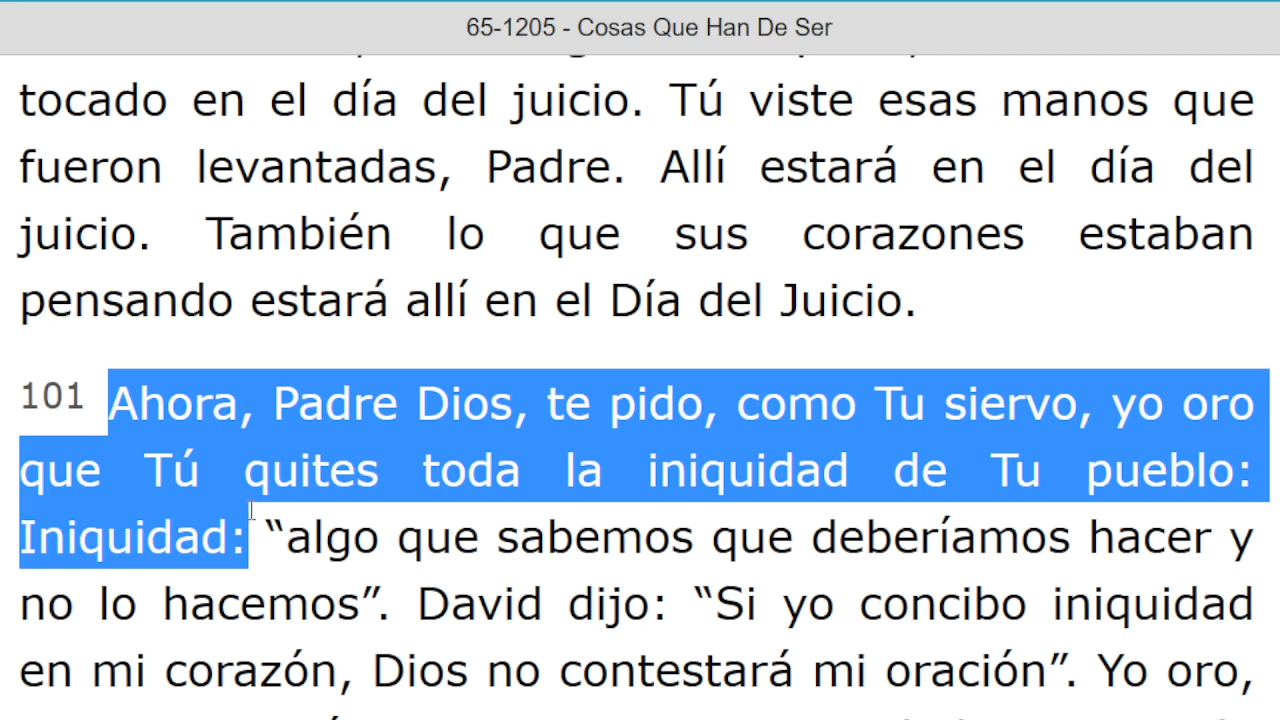 65-1205 - Cosas Que Han De Ser
tocado en el día del juicio. Tú viste esas manos que
fueron levantadas, Padre. Allí estará en el día del
juicio. También lo que sus corazones estaban
pensando estará allí en el Día del Juicio.
101 Ahora, Padre Dios, te pido, como Tu siervo, yo oro
que Tú quites toda la iniquidad de Tu pueblo:
Iniquidad: “algo que sabemos que deberíamos hacer y
no lo hacemos”. David dijo: “Si yo concibo iniquidad
en mi corazón, Dios no contestará mi oración”. Yo oro,